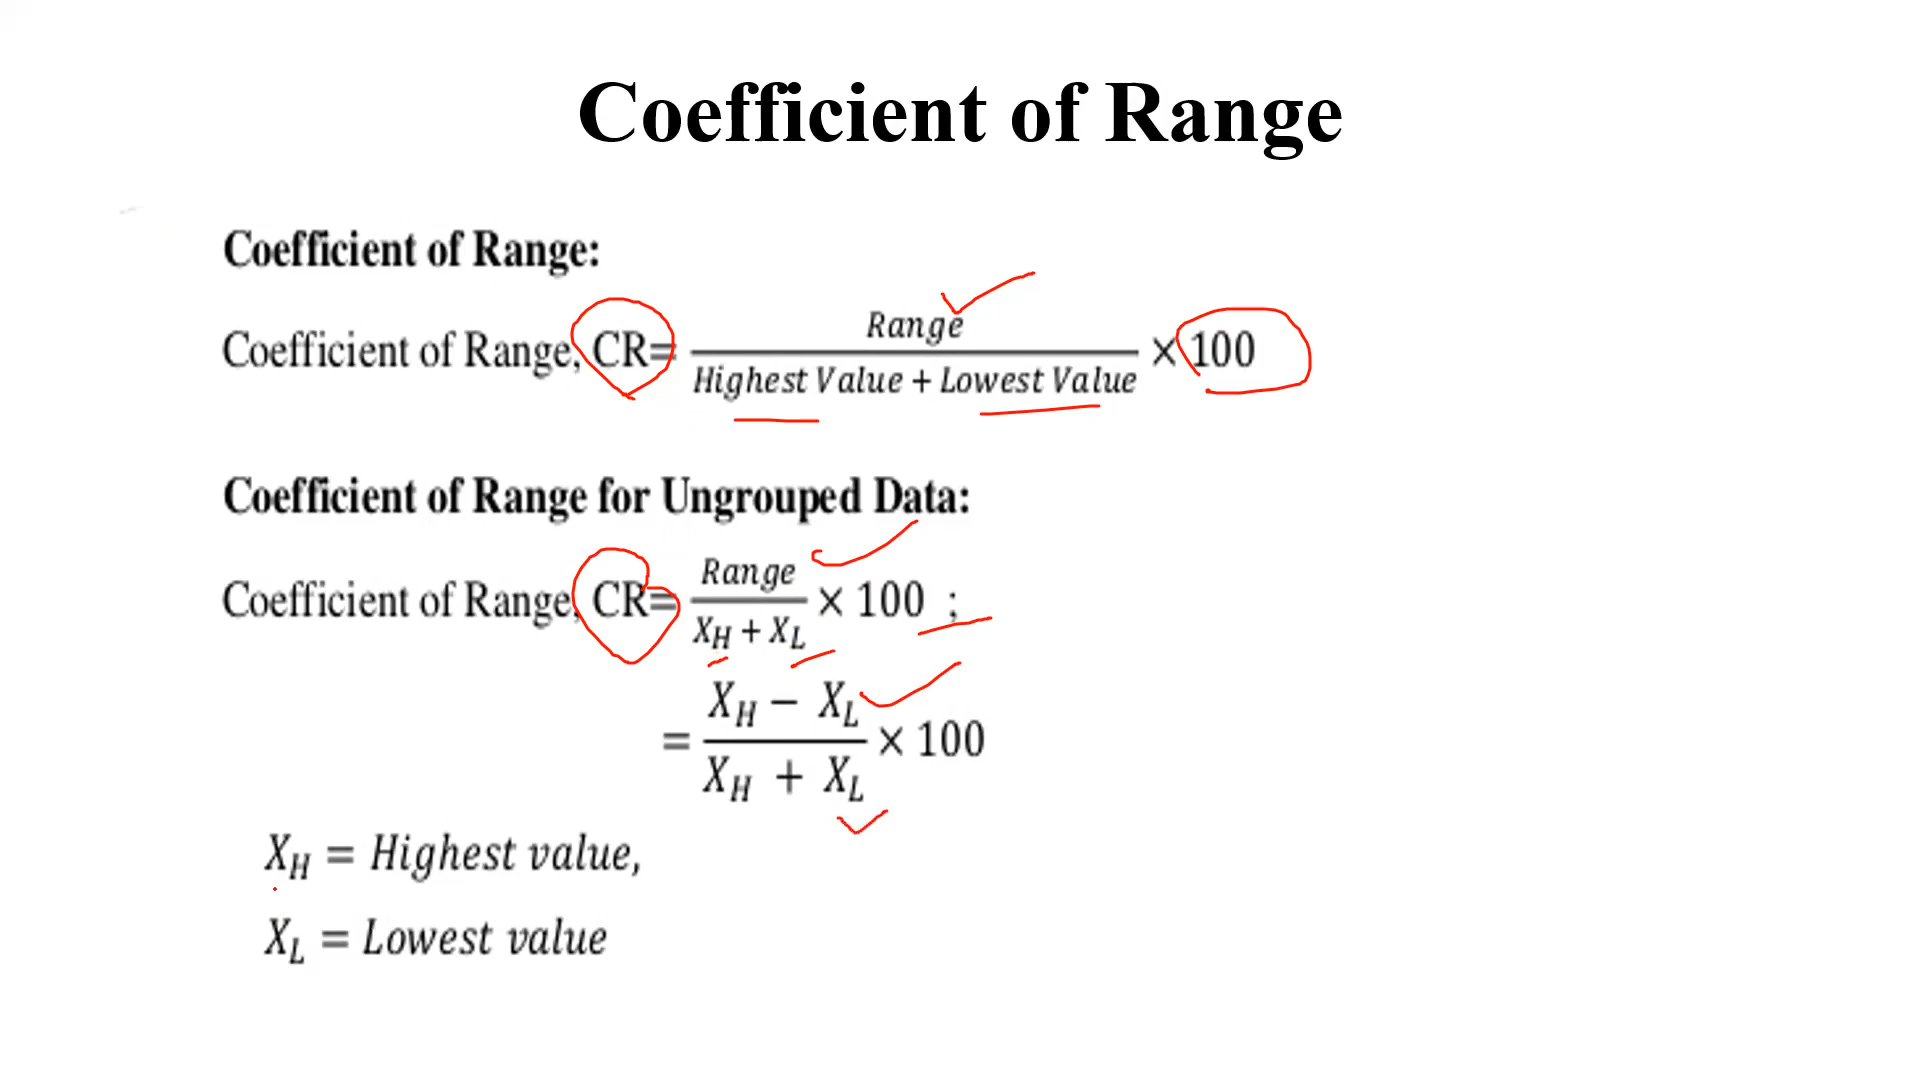 Coefficient of Range
Coefficient of Range:
Coefficient of Range, CR= Range / Highest Value + Lowest Value × 100
Coefficient of Range for Ungrouped Data:
Coefficient of Range, CR= Range / X_H + X_L × 100 ;
= X_H − X_L / X_H + X_L × 100
X_H = Highest value,
X_L = Lowest value